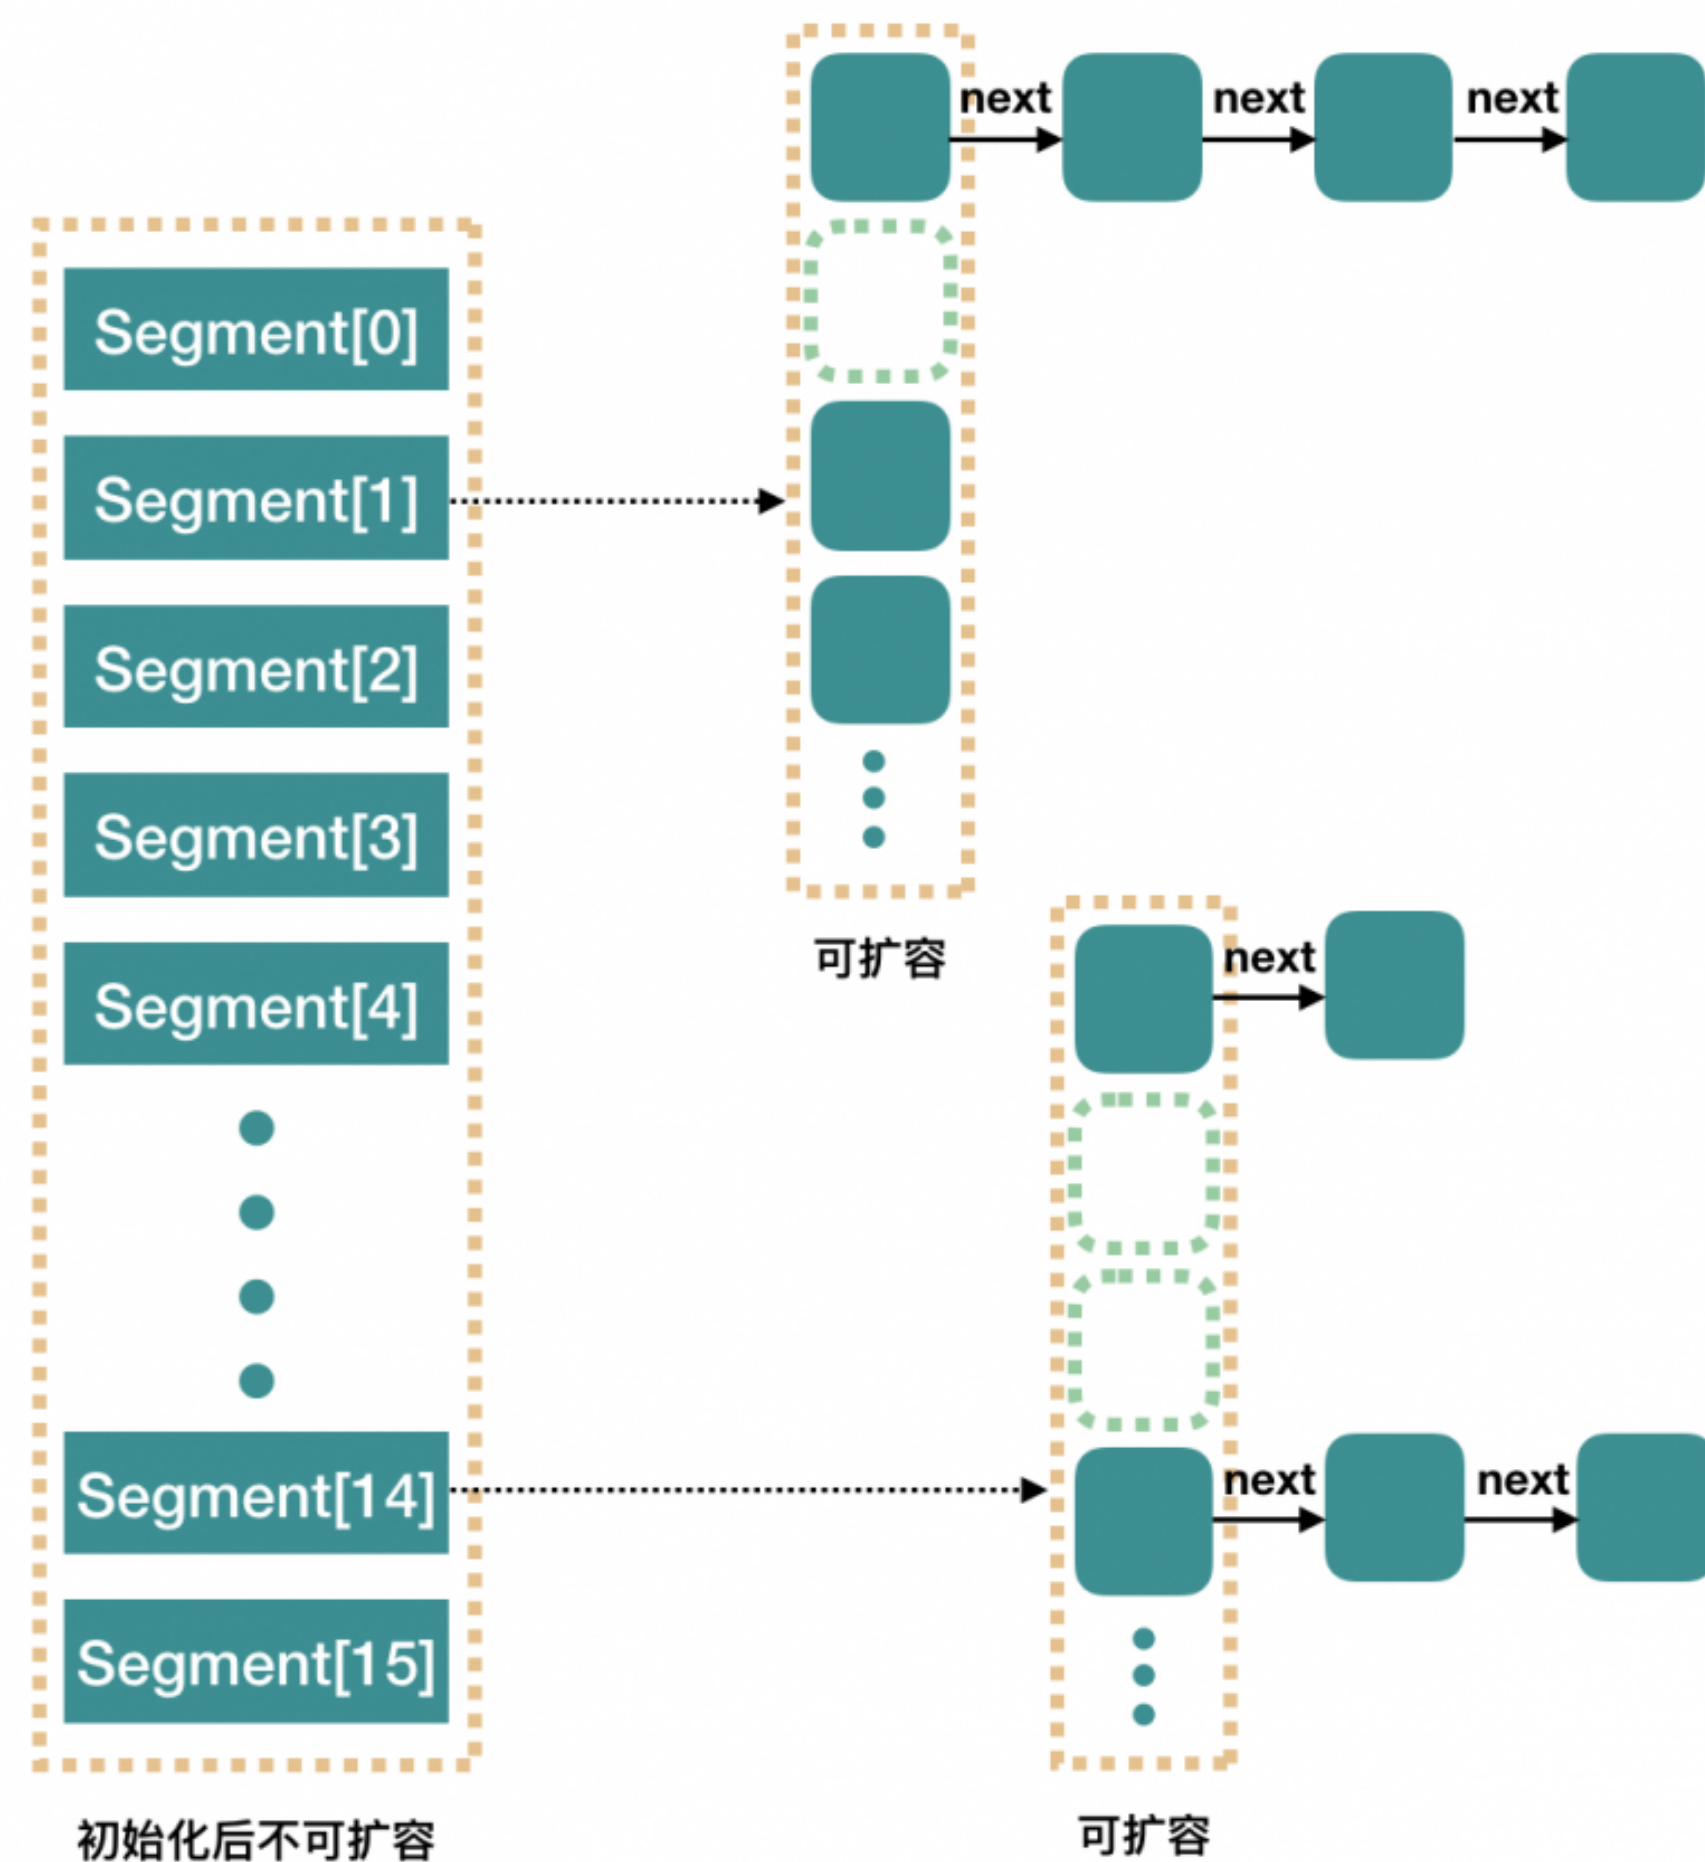 next
next
next
Segment[0]
Segment[1]
Segment[2]
Segment[3]
Segment[4]
可扩容
next
Segment[14]
next
next
Segment[15]
初始化后不可扩容
可扩容